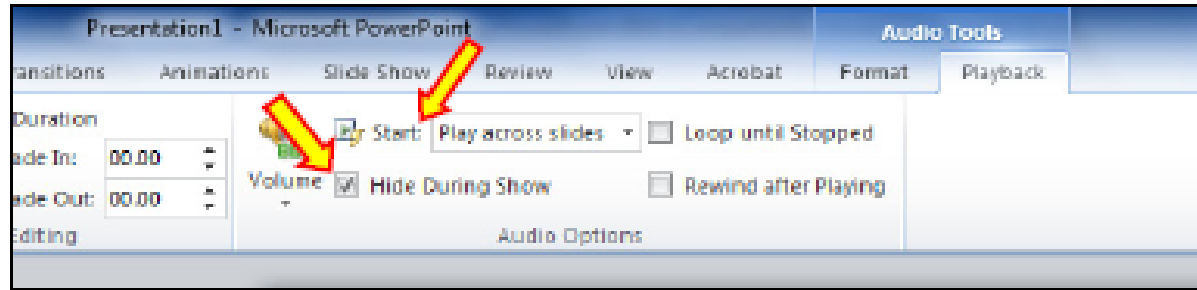 Presentation1 - Microsoft PowerPoint Audio Tools
ransitions Animations Slide Show Review View Acrobat Format Playback
Duration
ade In: 00.00
Start: Play across slides
Loop until Stopped
ade Out: 00.00
Volume
Hide During Show
Rewind after Playing
Editing
Audio Options